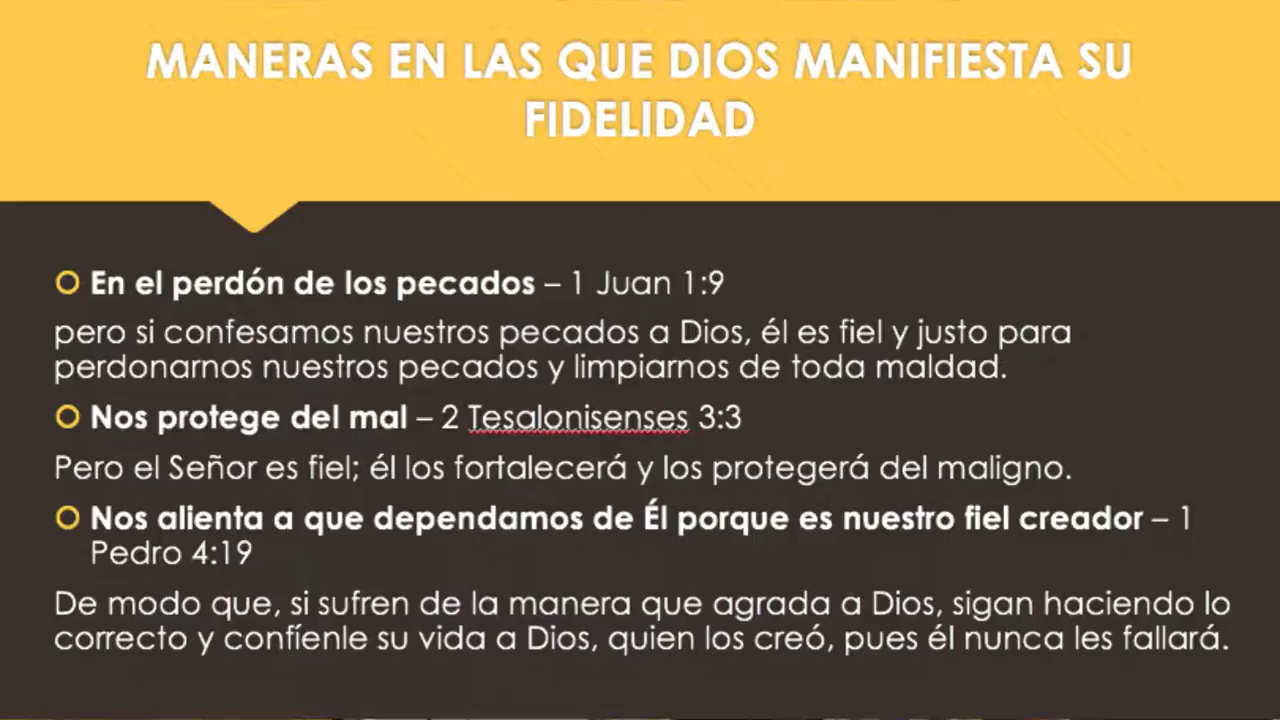 MANERAS EN LAS QUE DIOS MANIFIESTA SU
FIDELIDAD
En el perdón de los pecados – 1 Juan 1:9
pero si confesamos nuestros pecados a Dios, él es fiel y justo para
perdonarnos nuestros pecados y limpiarnos de toda maldad.
Nos protege del mal – 2 Tesalonisenses 3:3
Pero el Señor es fiel; él los fortalecerá y los protegerá del maligno.
Nos alienta a que dependamos de Él porque es nuestro fiel creador – 1
Pedro 4:19
De modo que, si sufren de la manera que agrada a Dios, sigan haciendo lo
correcto y confíenle su vida a Dios, quien los creó, pues él nunca les fallará.